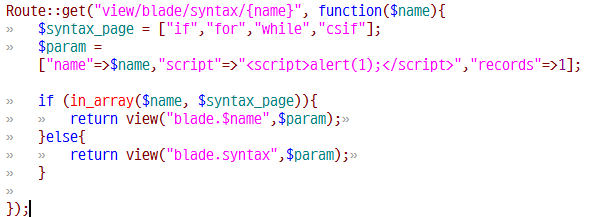 Route::get("view/blade/syntax/{name}", function($name){
» $syntax_page = ["if","for","while","csif"];
» $param =
["name"=>$name,"script"=>"<script>alert(1);</script>","records"=>1];
» if (in_array($name, $syntax_page)){
» » return view("blade.$name",$param);»
» }else{
» » return view("blade.syntax",$param);»
» }
»
});